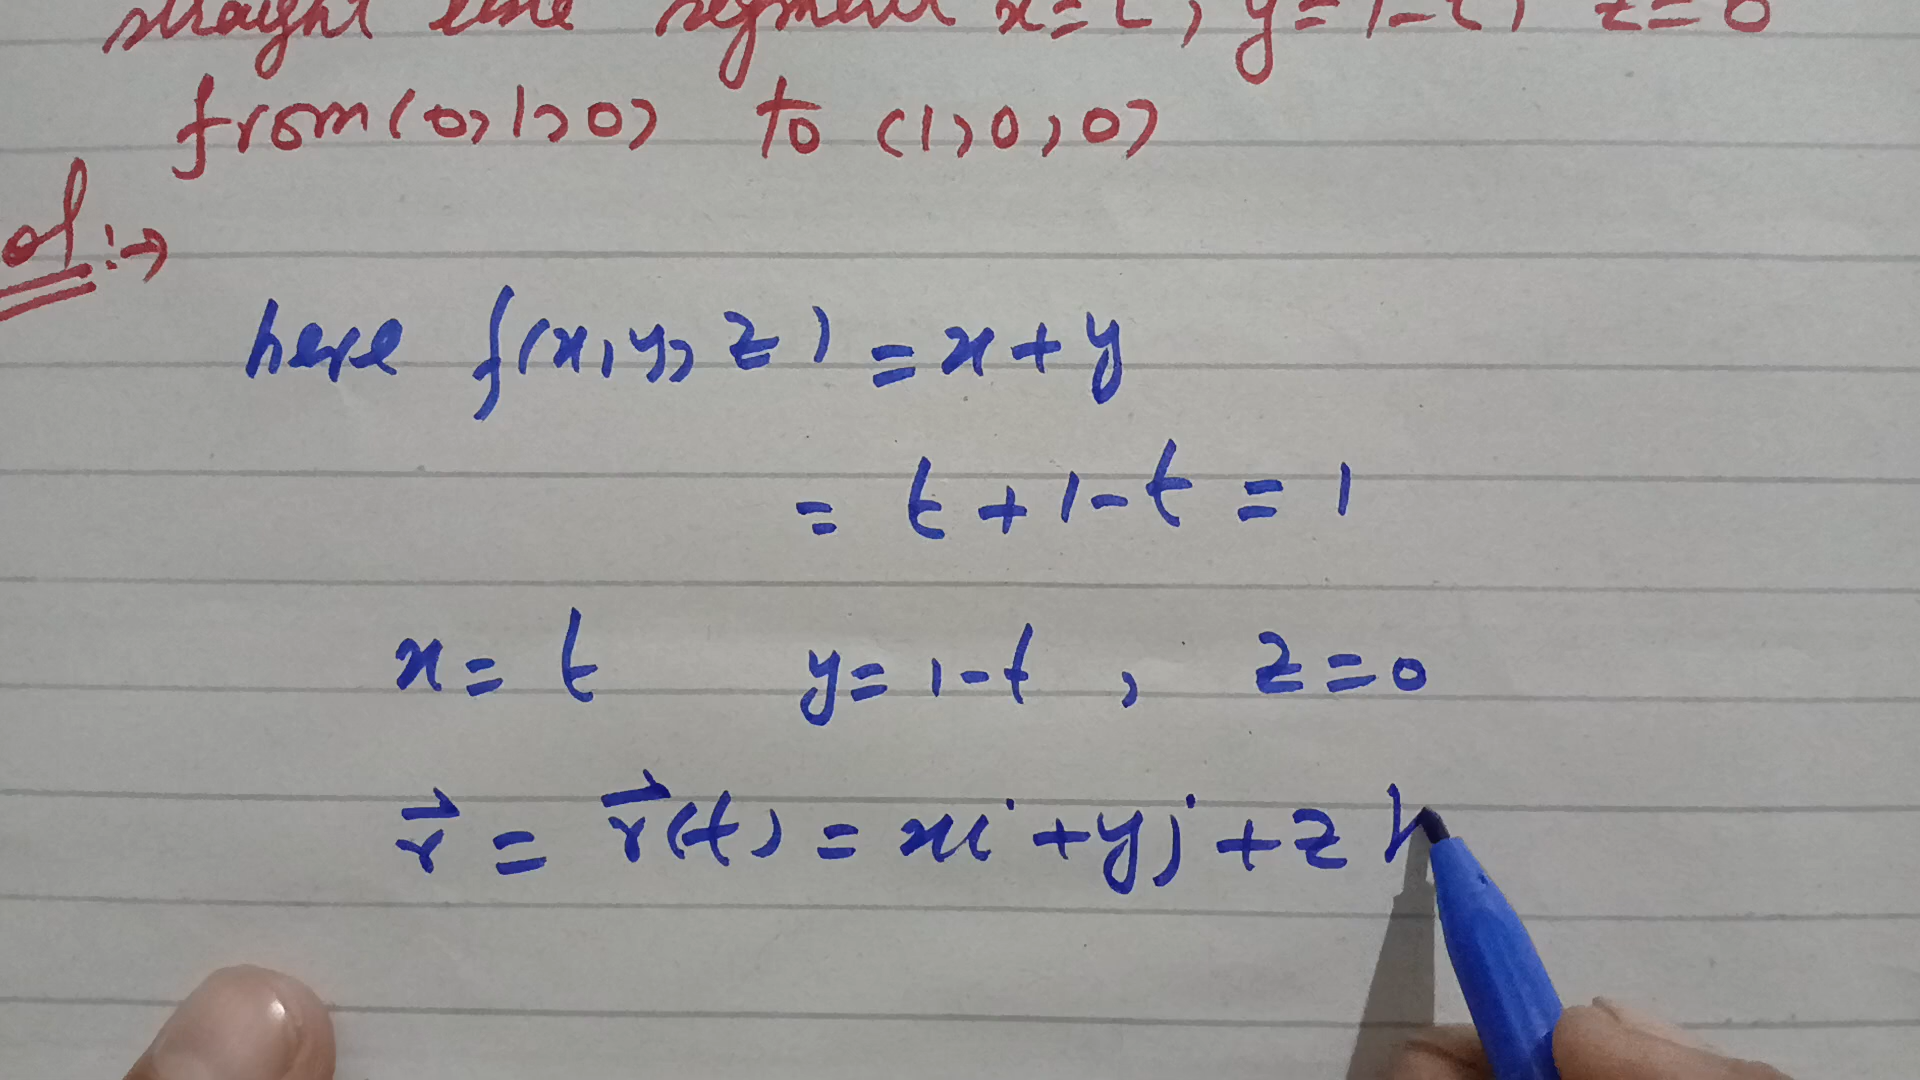 straight line segment x=t, y=1-t, z=0
from (0,1,0) to (1,0,0)
ol:→
here f(x,y,z) = x+y
= t+1-t = 1
x=t y=1-t, z=0
r⃗ = r⃗(t) = xi+yj+zk